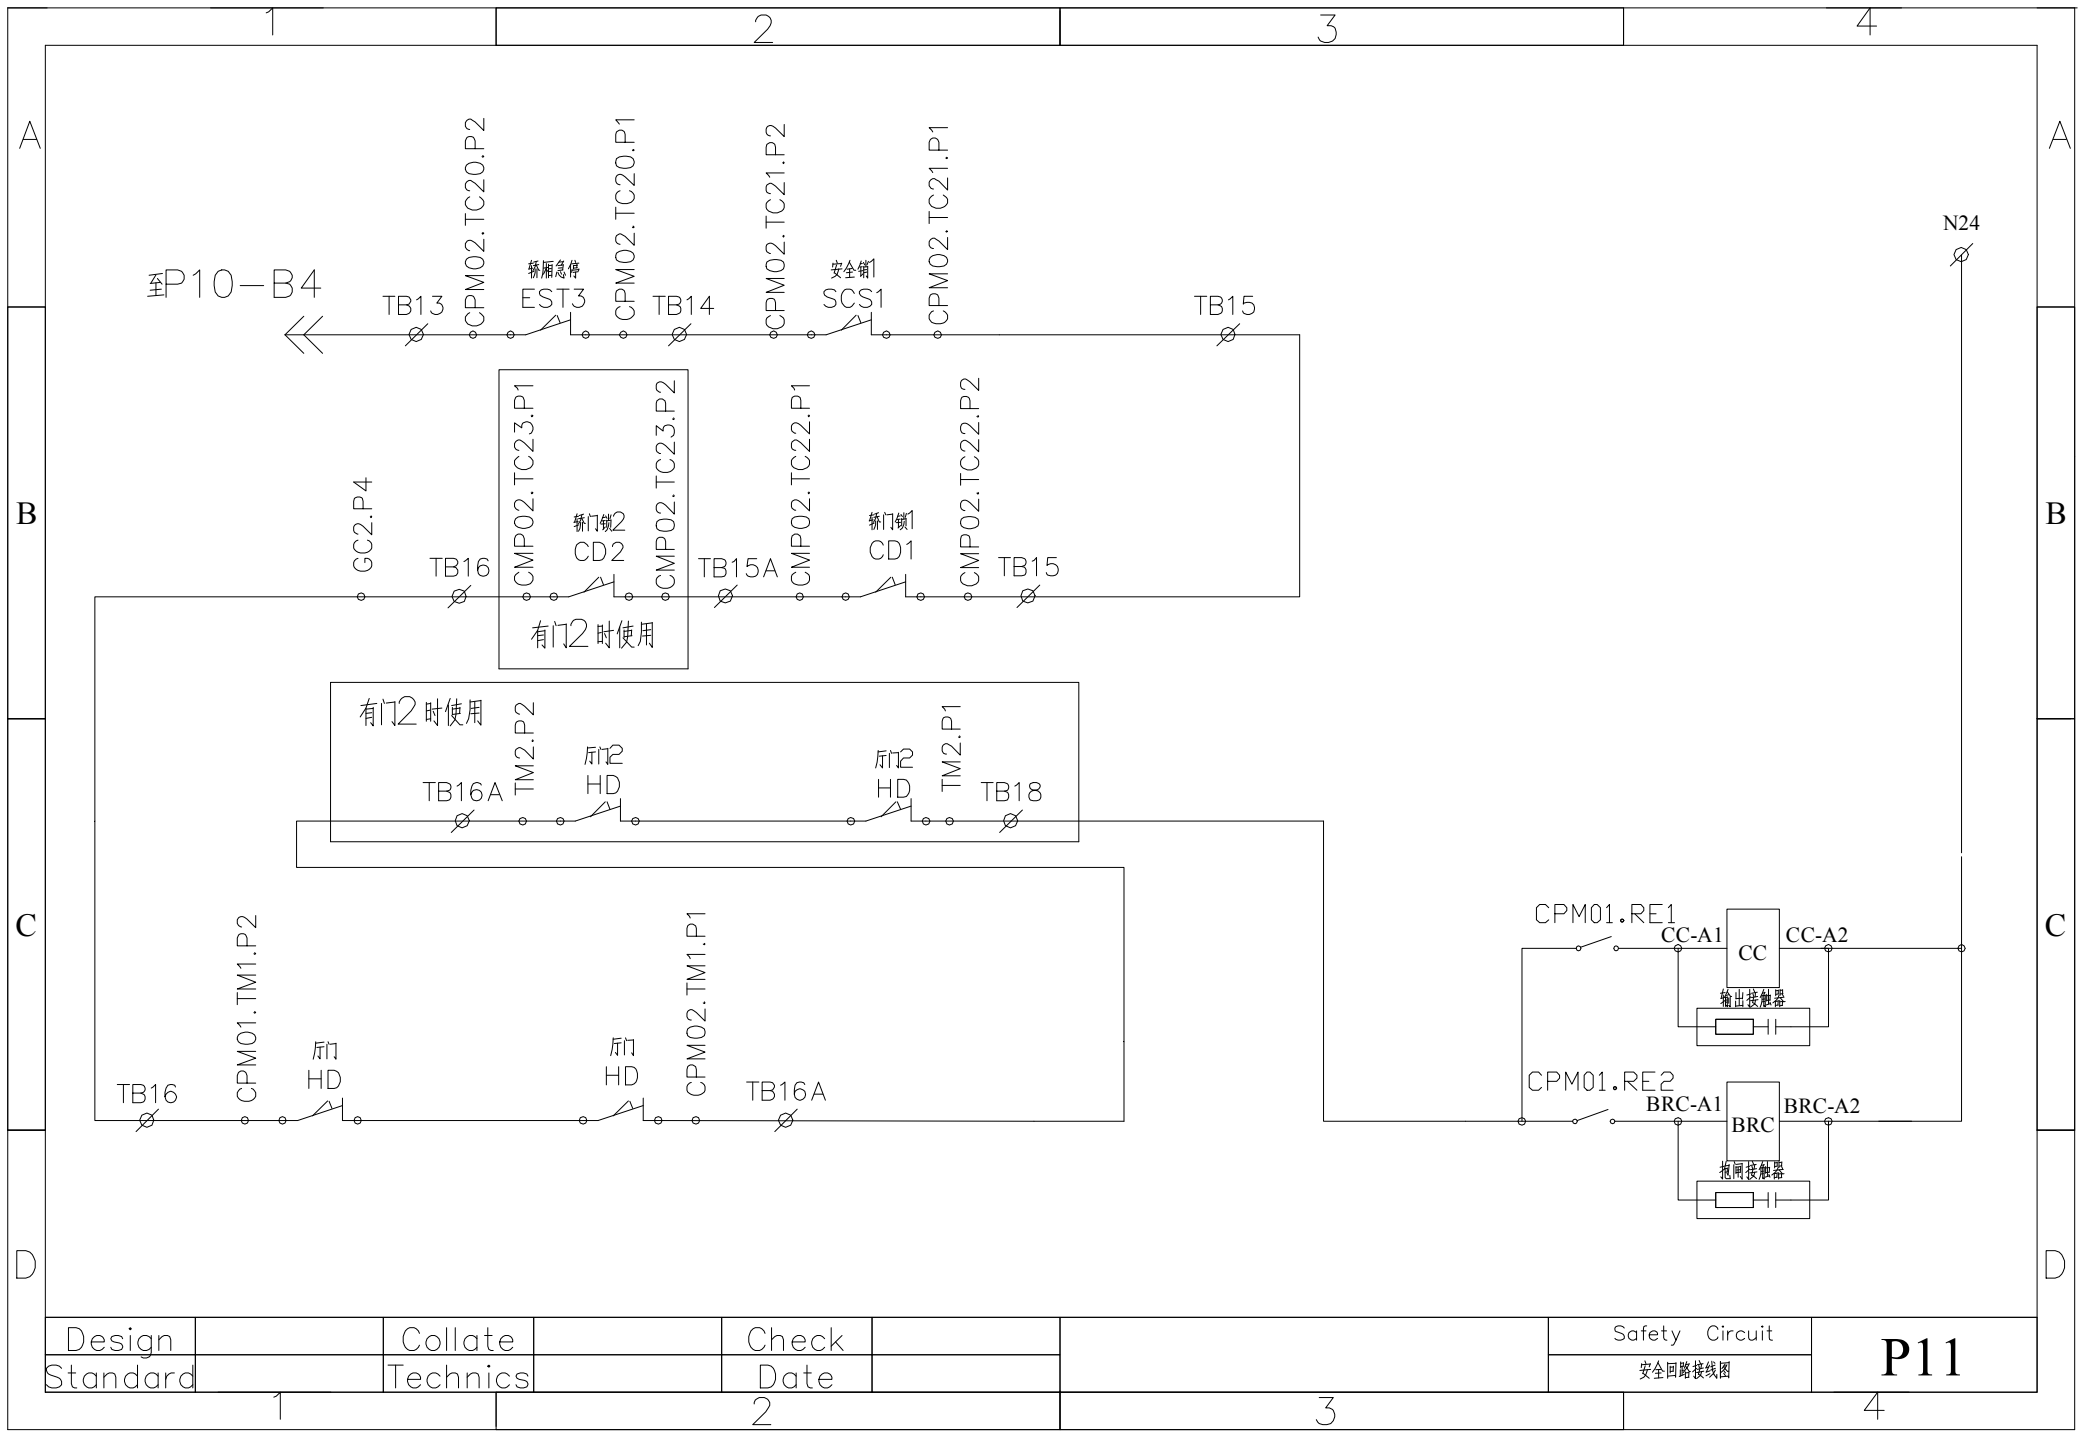 1 2 3 4
A
A
CPM02.TC20.P2
CPM02.TC20.P1
CPM02.TC21.P2
CPM02.TC21.P1
N24
至P10-B4
轿厢急停
安全销1
TB13
EST3
TB14
SCS1
TB15
B
B
GC2.P4
CMP02.TC23.P1
CMP02.TC23.P2
CMP02.TC22.P1
CMP02.TC22.P2
轿门锁2
轿门锁1
TB16
CD2
TB15A
CD1
TB15
有门2时使用
有门2时使用
TM2.P2
TM2.P1
厅门2
厅门2
TB16A
HD
HD
TB18
C
C
CPM01.TM1.P2
CPM02.TM1.P1
CPM01.RE1
CC-A1
CC
CC-A2
输出接触器
厅门
厅门
TB16
HD
HD
TB16A
CPM01.RE2
BRC-A1
BRC
BRC-A2
抱闸接触器
D
D
Design Collate Check
Standard Technics Date
Safety Circuit
安全回路接线图
P11
1 2 3 4